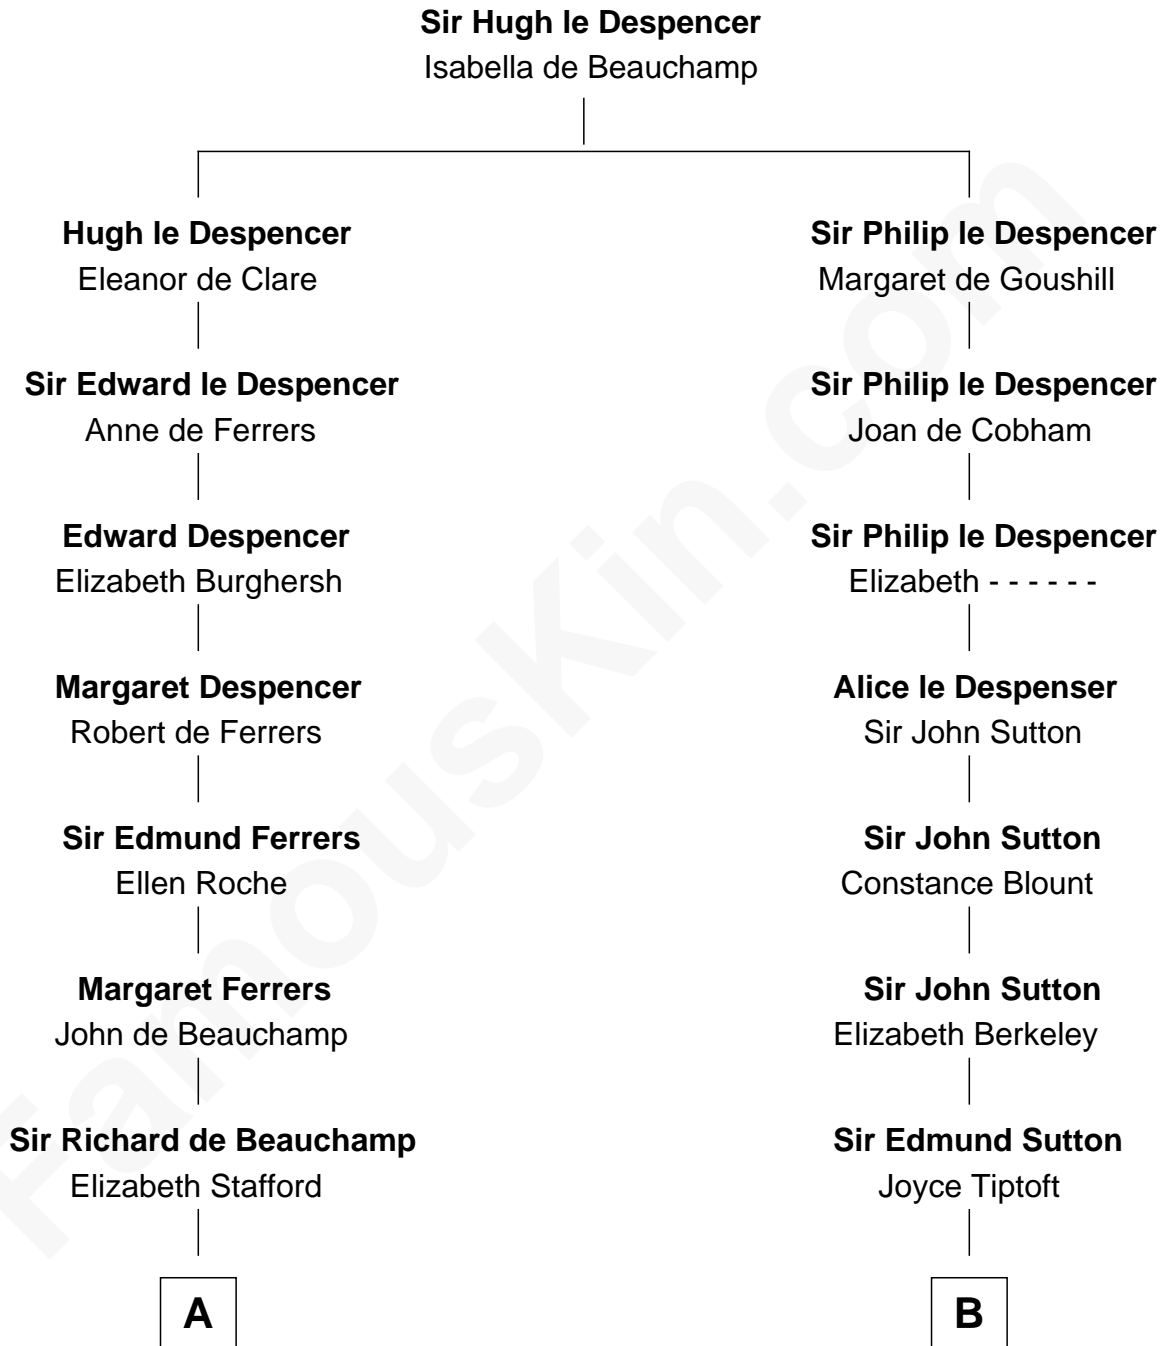 Sir Hugh le Despencer
Isabella de Beauchamp
Hugh le Despencer
Eleanor de Clare
Sir Philip le Despencer
Margaret de Goushill
Sir Edward le Despencer
Anne de Ferrers
Sir Philip le Despencer
Joan de Cobham
Edward Despencer
Elizabeth Burghersh
Sir Philip le Despencer
Elizabeth - - - - - -
Margaret Despencer
Robert de Ferrers
Alice le Despenser
Sir John Sutton
Sir Edmund Ferrers
Ellen Roche
Sir John Sutton
Constance Blount
Margaret Ferrers
John de Beauchamp
Sir John Sutton
Elizabeth Berkeley
Sir Richard de Beauchamp
Elizabeth Stafford
Sir Edmund Sutton
Joyce Tiptoft
A
B
FamousKin.com